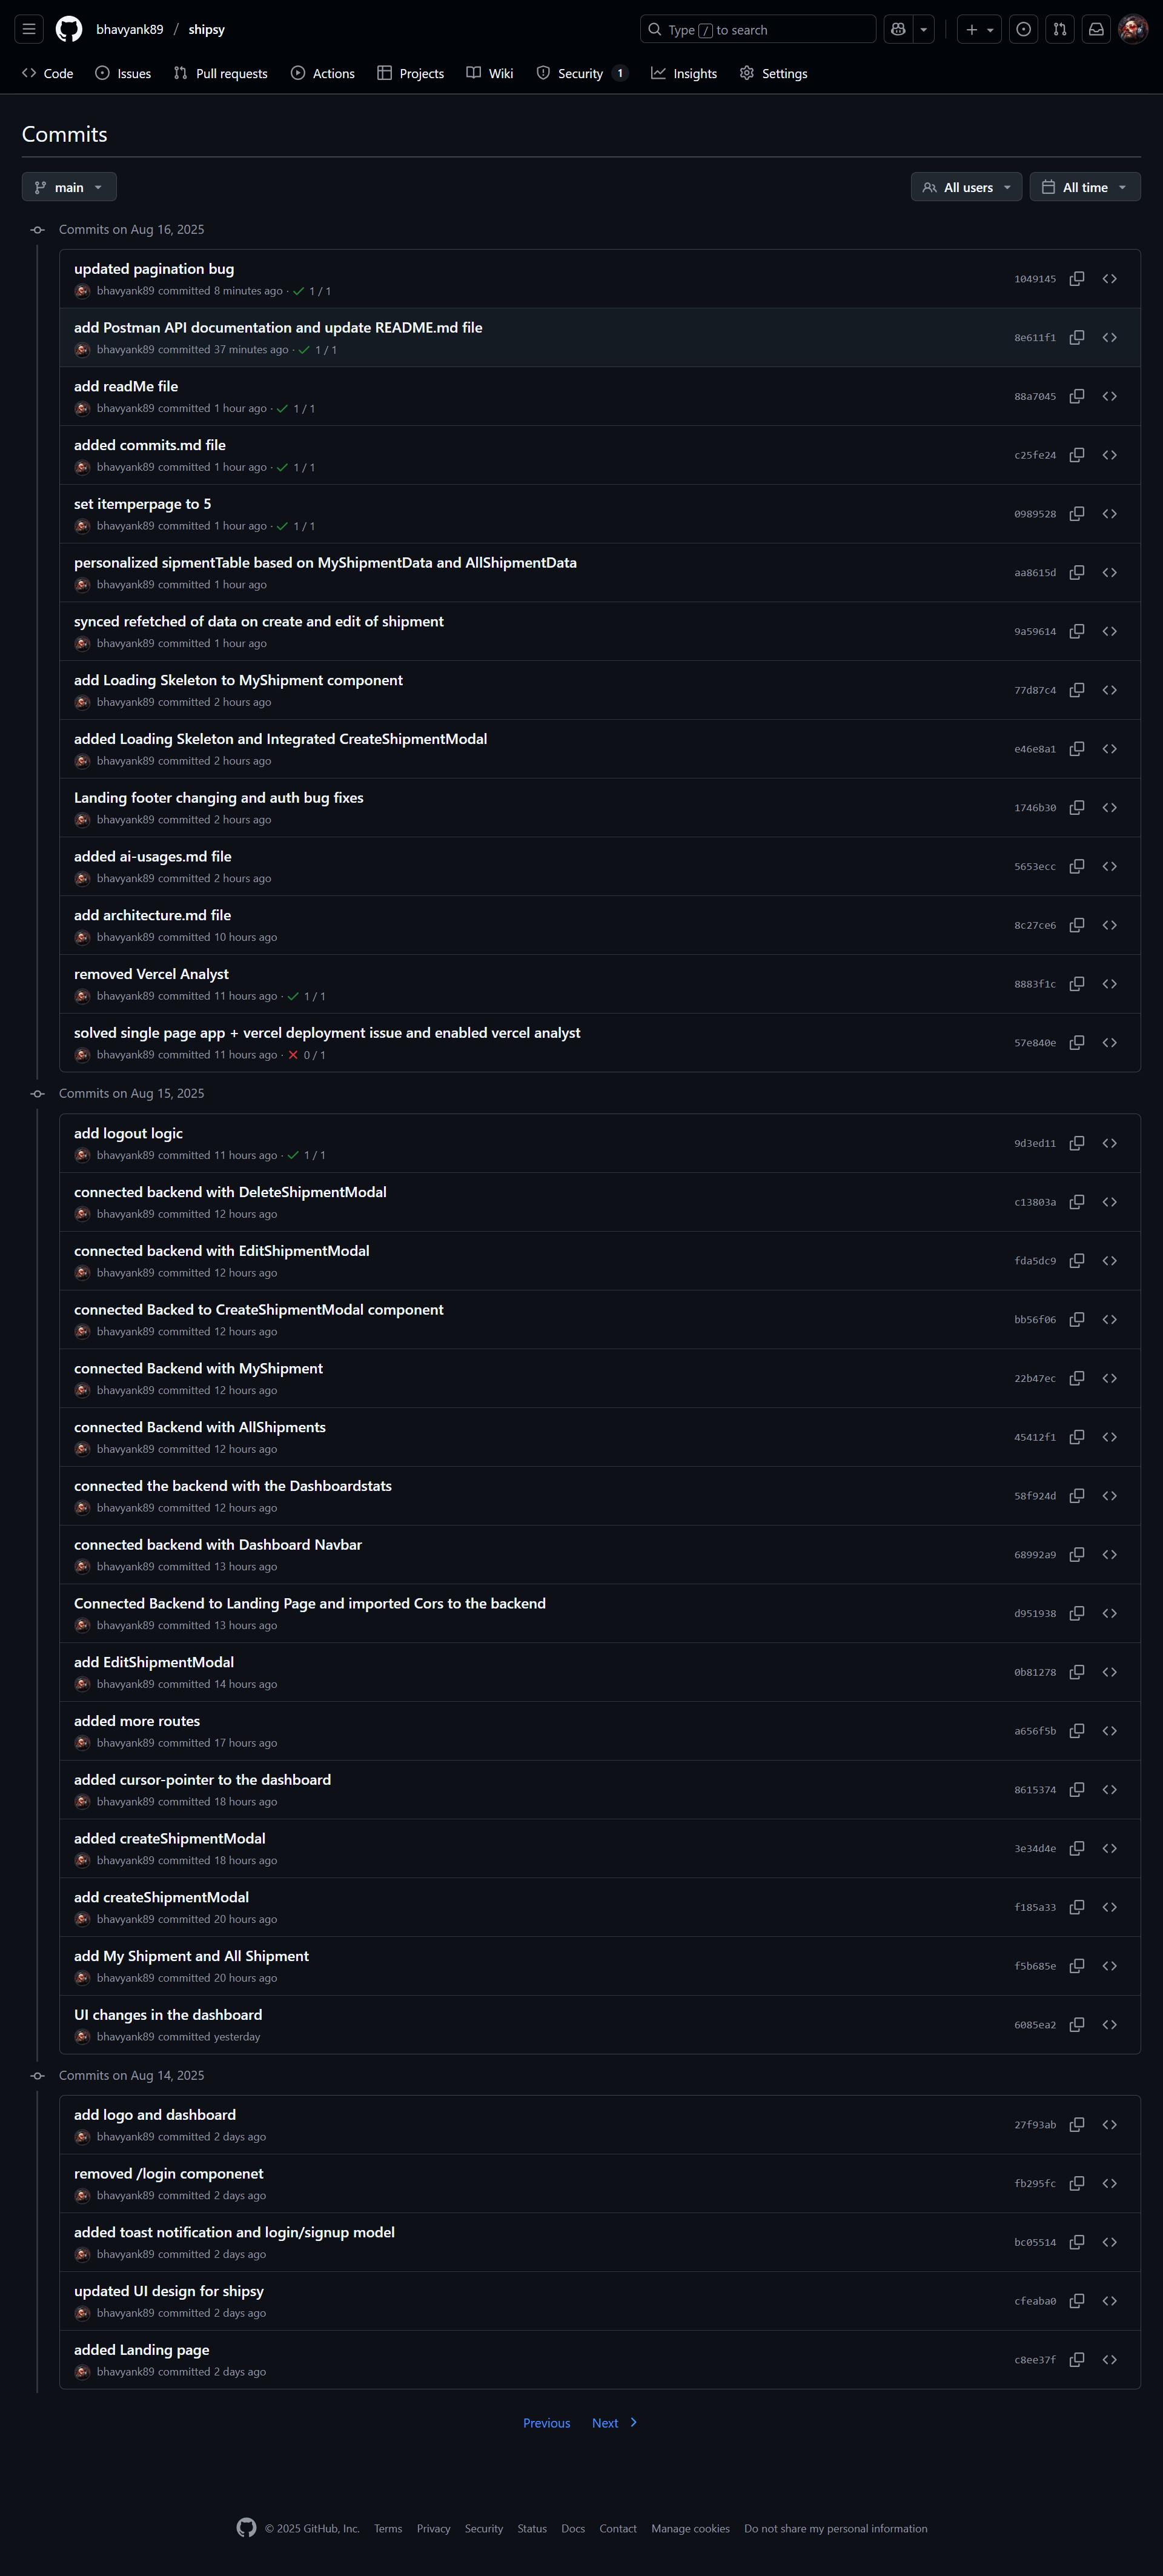 bhavyank89 / shipsy
Type / to search
Code Issues Pull requests Actions Projects Wiki Security 1 Insights Settings
Commits
main All users All time
Commits on Aug 16, 2025
updated pagination bug
bhavyank89 committed 8 minutes ago · 1 / 1
1049145
add Postman API documentation and update README.md file
bhavyank89 committed 37 minutes ago · 1 / 1
8e611f1
add readMe file
bhavyank89 committed 1 hour ago · 1 / 1
88a7045
added commits.md file
bhavyank89 committed 1 hour ago · 1 / 1
c25fe24
set itemperpage to 5
bhavyank89 committed 1 hour ago · 1 / 1
0989528
personalized sipmentTable based on MyShipmentData and AllShipmentData
bhavyank89 committed 1 hour ago
aa8615d
synced refetched of data on create and edit of shipment
bhavyank89 committed 1 hour ago
9a59614
add Loading Skeleton to MyShipment component
bhavyank89 committed 2 hours ago
77d87c4
added Loading Skeleton and Integrated CreateShipmentModal
bhavyank89 committed 2 hours ago
e46e8a1
Landing footer changing and auth bug fixes
bhavyank89 committed 2 hours ago
1746b30
added ai-usages.md file
bhavyank89 committed 2 hours ago
5653ecc
add architecture.md file
bhavyank89 committed 10 hours ago
8c27ce6
removed Vercel Analyst
bhavyank89 committed 11 hours ago · 1 / 1
8883f1c
solved single page app + vercel deployment issue and enabled vercel analyst
bhavyank89 committed 11 hours ago · 0 / 1
57e840e
Commits on Aug 15, 2025
add logout logic
bhavyank89 committed 11 hours ago · 1 / 1
9d3ed11
connected backend with DeleteShipmentModal
bhavyank89 committed 12 hours ago
c13803a
connected backend with EditShipmentModal
bhavyank89 committed 12 hours ago
fda5dc9
connected Backed to CreateShipmentModal component
bhavyank89 committed 12 hours ago
bb56f06
connected Backend with MyShipment
bhavyank89 committed 12 hours ago
22b47ec
connected Backend with AllShipments
bhavyank89 committed 12 hours ago
45412f1
connected the backend with the Dashboardstats
bhavyank89 committed 12 hours ago
58f924d
connected backend with Dashboard Navbar
bhavyank89 committed 13 hours ago
68992a9
Connected Backend to Landing Page and imported Cors to the backend
bhavyank89 committed 13 hours ago
d951938
add EditShipmentModal
bhavyank89 committed 14 hours ago
0b81278
added more routes
bhavyank89 committed 17 hours ago
a656f5b
added cursor-pointer to the dashboard
bhavyank89 committed 18 hours ago
8615374
added createShipmentModal
bhavyank89 committed 18 hours ago
3e34d4e
add createShipmentModal
bhavyank89 committed 20 hours ago
f185a33
add My Shipment and All Shipment
bhavyank89 committed 20 hours ago
f5b685e
UI changes in the dashboard
bhavyank89 committed yesterday
6085ea2
Commits on Aug 14, 2025
add logo and dashboard
bhavyank89 committed 2 days ago
27f93ab
removed /login componenet
bhavyank89 committed 2 days ago
fb295fc
added toast notification and login/signup model
bhavyank89 committed 2 days ago
bc05514
updated UI design for shipsy
bhavyank89 committed 2 days ago
cfeaba0
added Landing page
bhavyank89 committed 2 days ago
c8ee37f
Previous Next
© 2025 GitHub, Inc. Terms Privacy Security Status Docs Contact Manage cookies Do not share my personal information